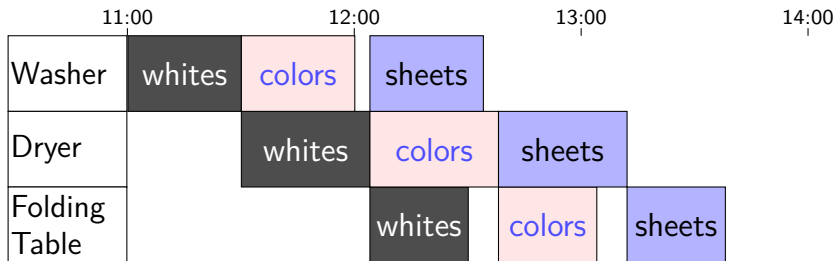 11:00 12:00 13:00 14:00
Washer whites colors sheets
Dryer whites colors sheets
Folding
Table
whites colors sheets